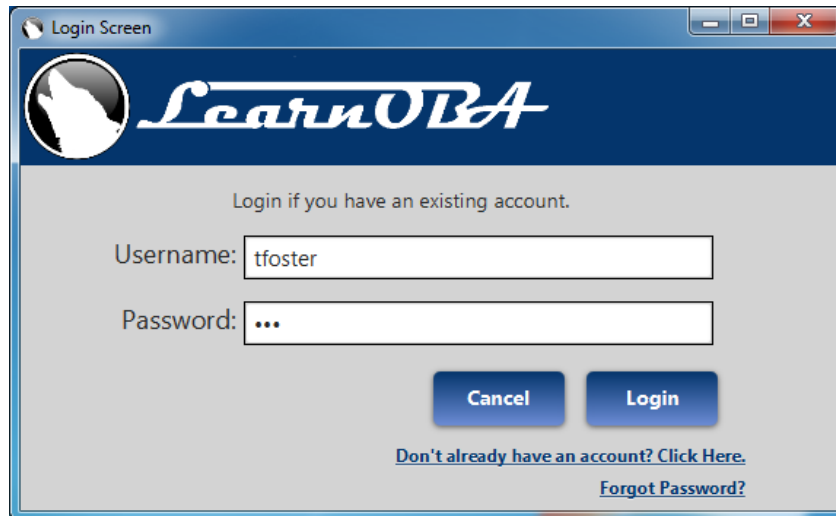 Login Screen
LearnOBA
Login if you have an existing account.
Username: tfoster
Password: •••
Cancel Login
Don't already have an account? Click Here.
Forgot Password?